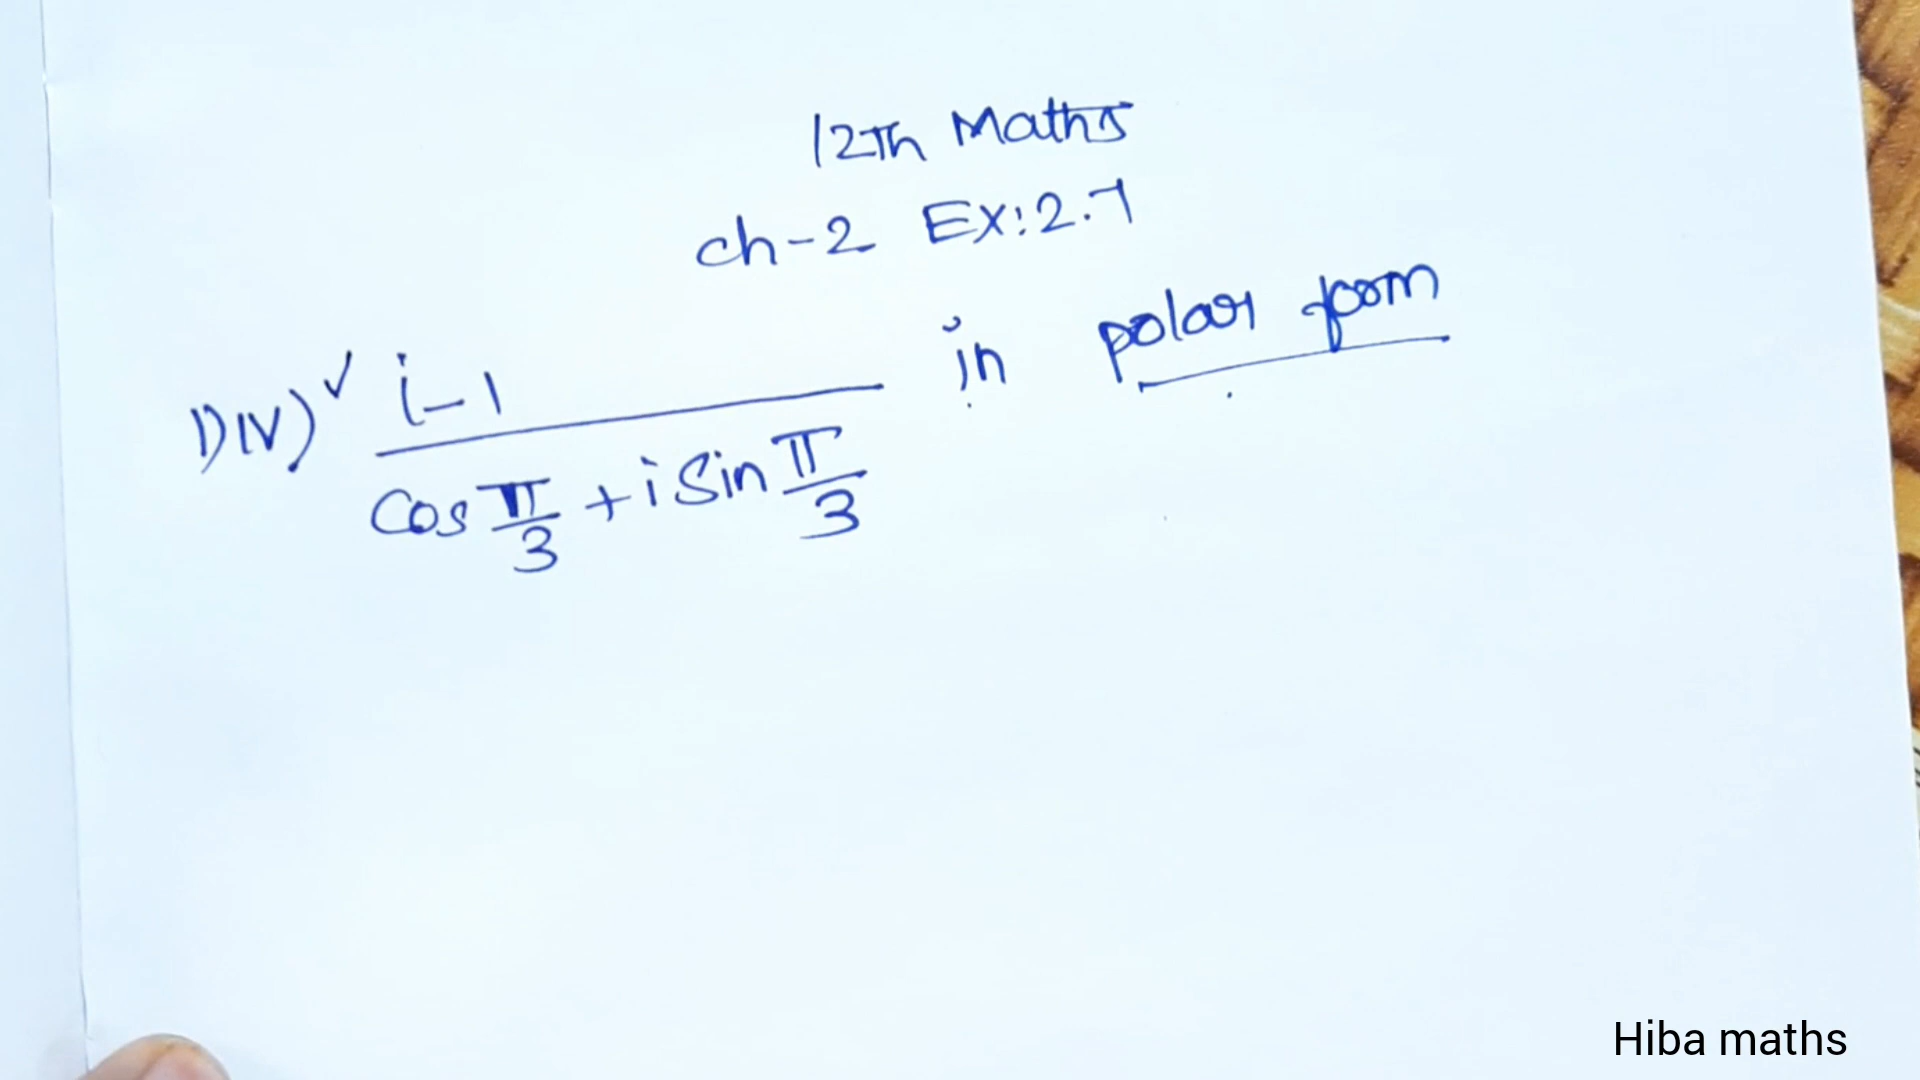 12Th Maths
ch-2 Ex:2.7
1)iv) ✓ i-1 in polar form
cos π/3 + i Sin π/3
Hiba maths